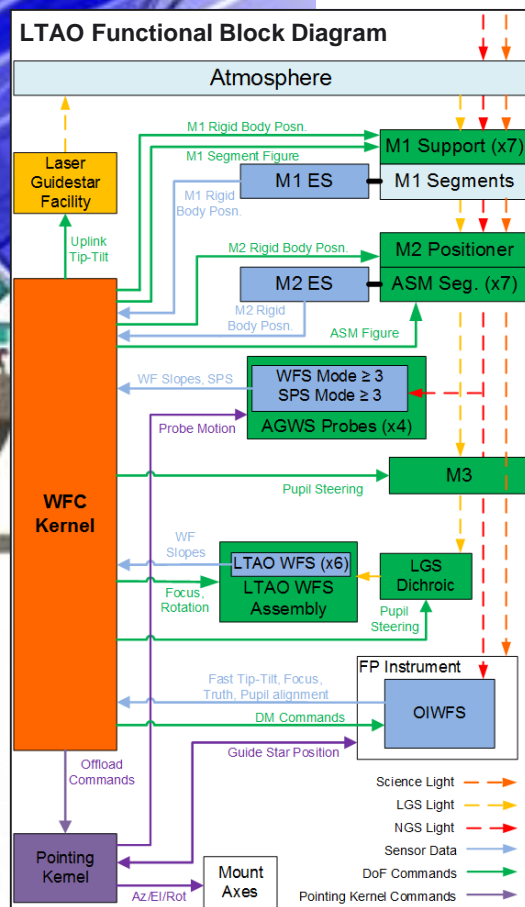 LTAO Functional Block Diagram
Atmosphere
M1 Rigid Body Posn.
M1 Support (x7)
M1 Segment Figure
Laser
Guidestar
Facility
M1 ES
M1 Segments
M1 Rigid
Body Posn.
Uplink
Tip-Tilt
M2 Rigid Body Posn.
M2 Positioner
M2 ES
ASM Seg. (x7)
M2 Rigid
Body Posn.
ASM Figure
WF Slopes, SPS
WFS Mode ≥ 3
SPS Mode ≥ 3
Probe Motion
AGWS Probes (x4)
WFC
Kernel
M3
Pupil Steering
WF
Slopes
LTAO WFS (x6)
LTAO WFS
Assembly
LGS
Dichroic
Focus,
Rotation
Pupil
Steering
FP Instrument
Fast Tip-Tilt, Focus,
Truth, Pupil alignment
OIWFS
DM Commands
Guide Star Position
Offload
Commands
Science Light
LGS Light
NGS Light
Sensor Data
DoF Commands
Pointing Kernel Commands
Pointing
Kernel
Mount
Axes
Az/El/Rot